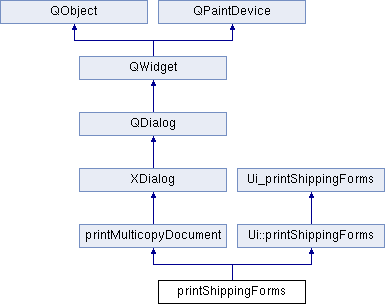 QObject QPaintDevice
QWidget
QDialog
XDialog Ui_printShippingForms
printMulticopyDocument Ui::printShippingForms
printShippingForms